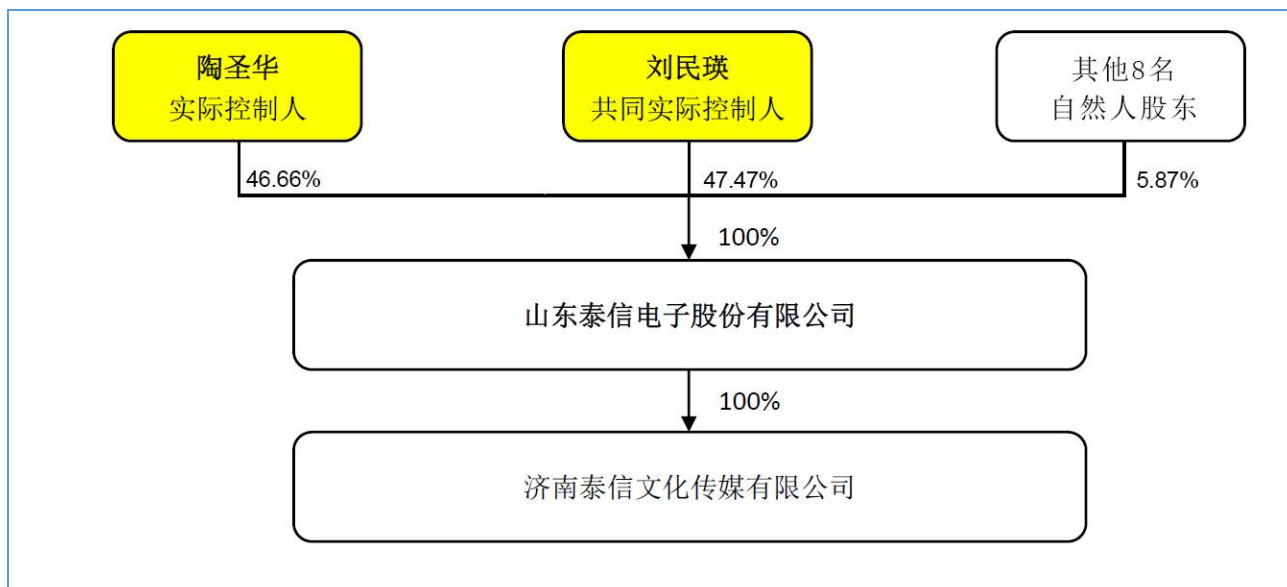 陶圣华
实际控制人
刘民瑛
共同实际控制人
其他8名
自然人股东
46.66%
47.47%
5.87%
100%
山东泰信电子股份有限公司
100%
济南泰信文化传媒有限公司